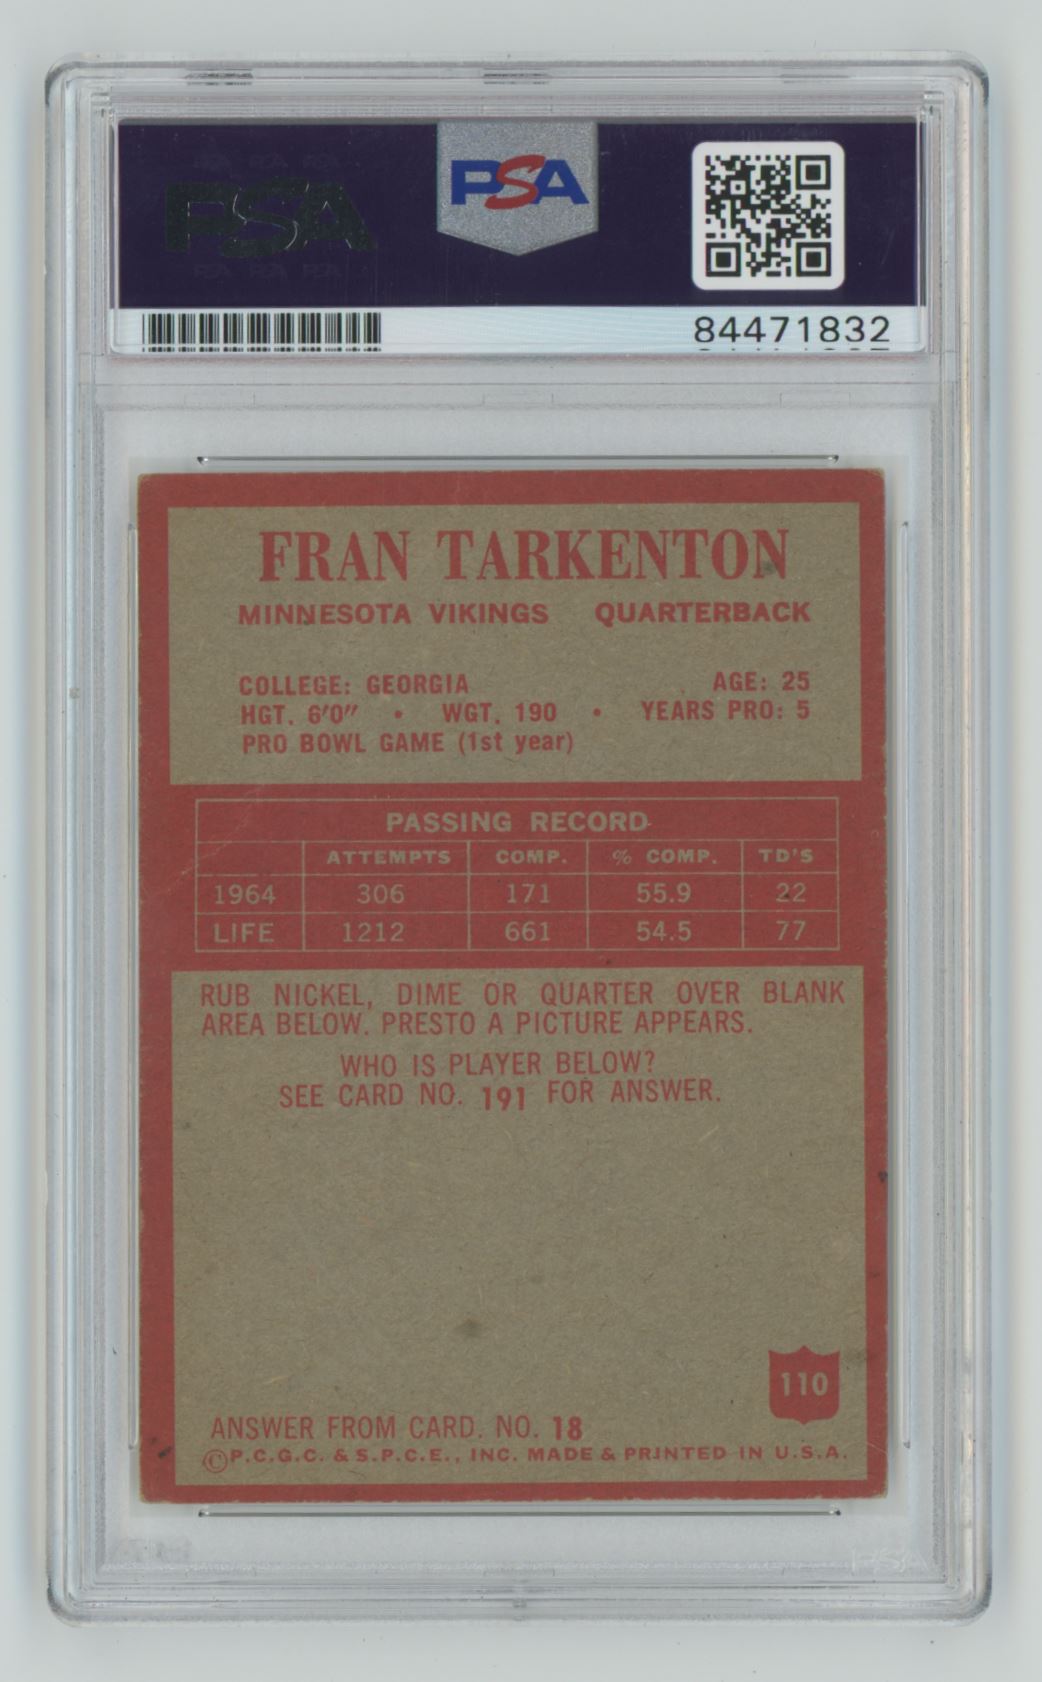 PSA
PSA
84471832
FRAN TARKENTON
MINNESOTA VIKINGS QUARTERBACK
COLLEGE: GEORGIA AGE: 25
HGT. 6'0" • WGT. 190 • YEARS PRO: 5
PRO BOWL GAME (1st year)
PASSING RECORD
ATTEMPTS COMP. % COMP. TD'S
1964 306 171 55.9 22
LIFE 1212 661 54.5 77
RUB NICKEL, DIME OR QUARTER OVER BLANK
AREA BELOW. PRESTO A PICTURE APPEARS.
WHO IS PLAYER BELOW?
SEE CARD NO. 191 FOR ANSWER.
110
ANSWER FROM CARD. NO. 18
©P.C.G.C. & S.P.C.E., INC. MADE & PRINTED IN U.S.A.
PSA